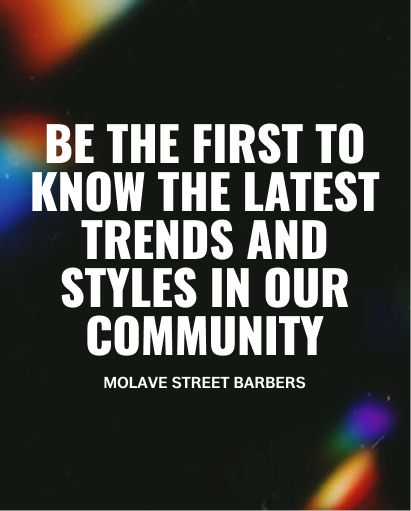 BE THE FIRST TO
KNOW THE LATEST
TRENDS AND
STYLES IN OUR
COMMUNITY
MOLAVE STREET BARBERS